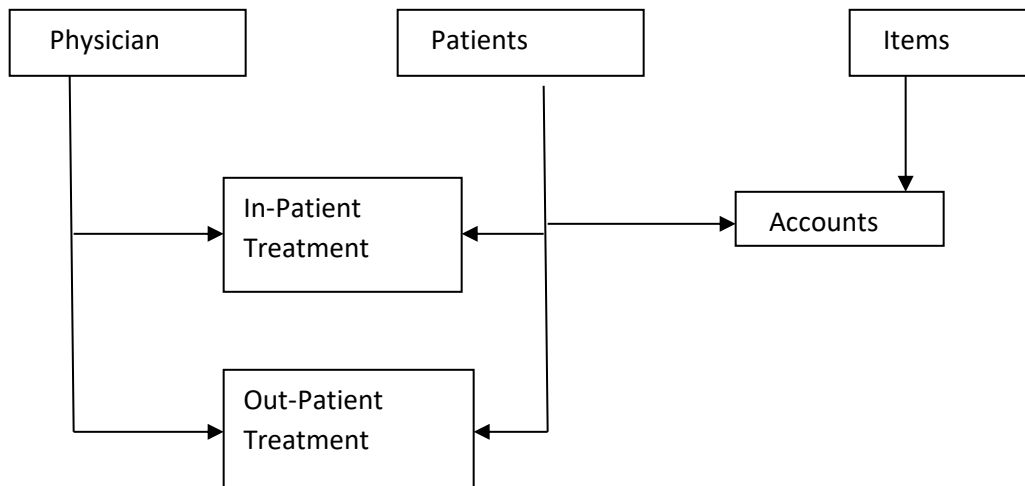 Physician
Patients
Items
In-Patient
Treatment
Accounts
Out-Patient
Treatment